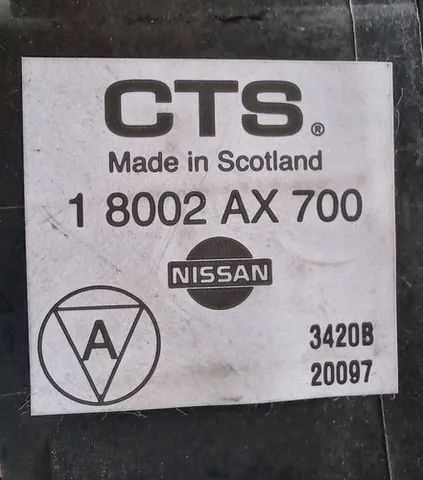 CTS®
Made in Scotland
1 8002 AX 700
NISSAN
A
3420B
20097